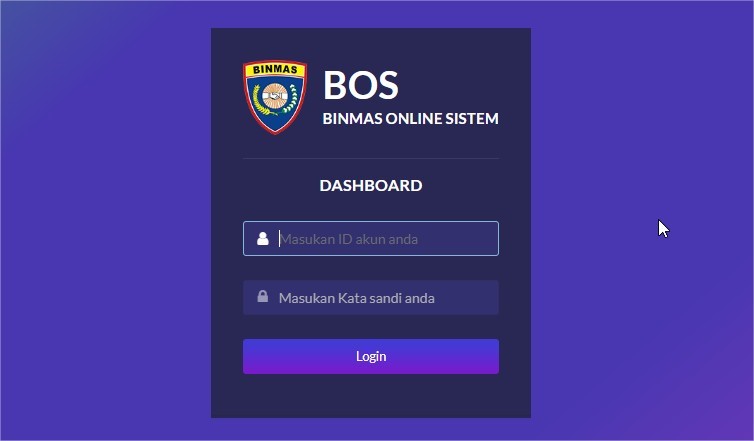 BINMAS
BOS
BINMAS ONLINE SISTEM
DASHBOARD
Masukan ID akun anda
Masukan Kata sandi anda
Login